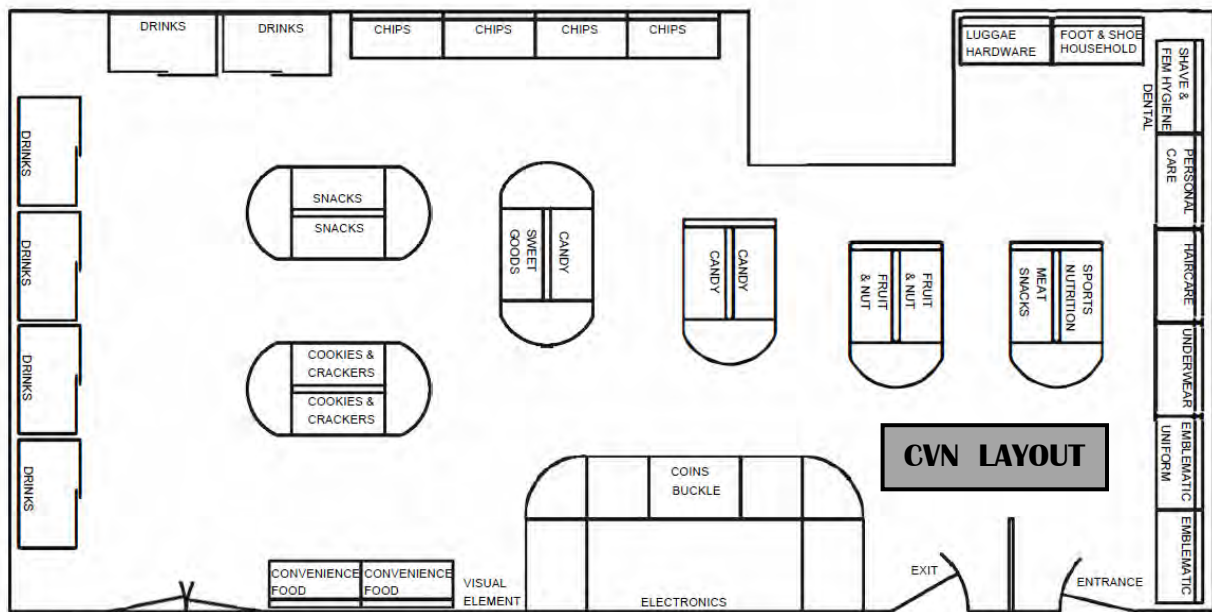 DRINKS
DRINKS
CHIPS
CHIPS
CHIPS
CHIPS
LUGGAE
HARDWARE
FOOT & SHOE
HOUSEHOLD
SHAVE &
FEM HYGIENE
DENTAL
PERSONAL
CARE
HAIRCARE
UNDERWEAR
EMBLEMATIC
UNIFORM
EMBLEMATIC
DRINKS
DRINKS
DRINKS
DRINKS
SNACKS
SNACKS
COOKIES &
CRACKERS
COOKIES &
CRACKERS
CANDY
SWEET
GOODS
CANDY
CANDY
FRUIT
& NUT
FRUIT
& NUT
SPORTS
NUTRITION
MEAT
SNACKS
CVN LAYOUT
COINS
BUCKLE
CONVENIENCE
FOOD
CONVENIENCE
FOOD
VISUAL
ELEMENT
ELECTRONICS
EXIT
ENTRANCE